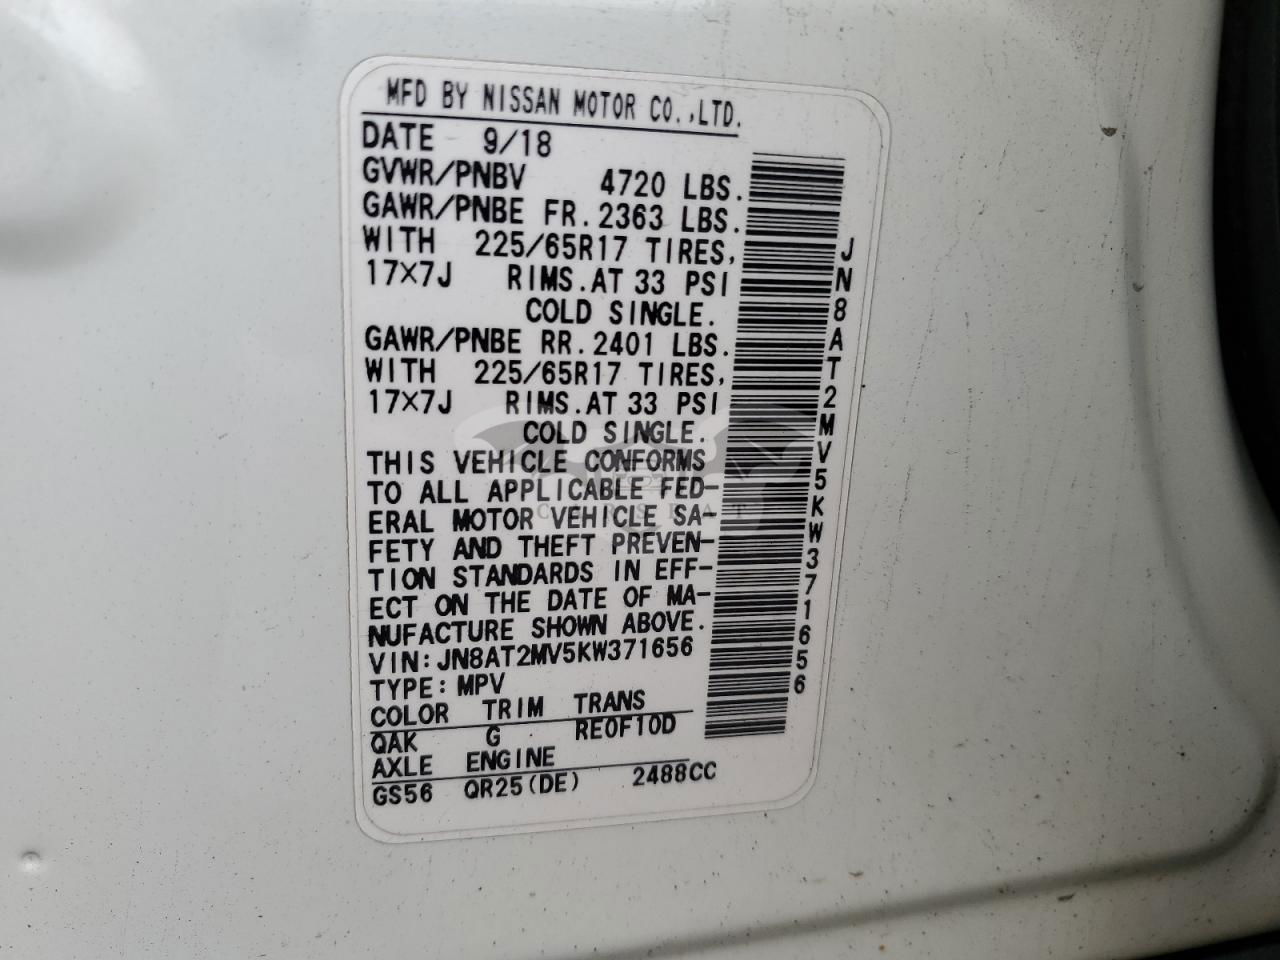 MFD BY NISSAN MOTOR CO.,LTD.
DATE 9/18
GVWR/PNBV 4720 LBS.
GAWR/PNBE FR.2363 LBS.
WITH 225/65R17 TIRES,
17×7J RIMS.AT 33 PSI
COLD SINGLE.
GAWR/PNBE RR.2401 LBS.
WITH 225/65R17 TIRES,
17×7J RIMS.AT 33 PSI
COLD SINGLE.
THIS VEHICLE CONFORMS
TO ALL APPLICABLE FED-
ERAL MOTOR VEHICLE SA-
FETY AND THEFT PREVEN-
TION STANDARDS IN EFF-
ECT ON THE DATE OF MA-
NUFACTURE SHOWN ABOVE.
VIN:JN8AT2MV5KW371656
TYPE:MPV
COLOR TRIM TRANS
QAK G RE0F10D
AXLE ENGINE
GS56 QR25(DE) 2488CC
JN8AT2MV5KW371656